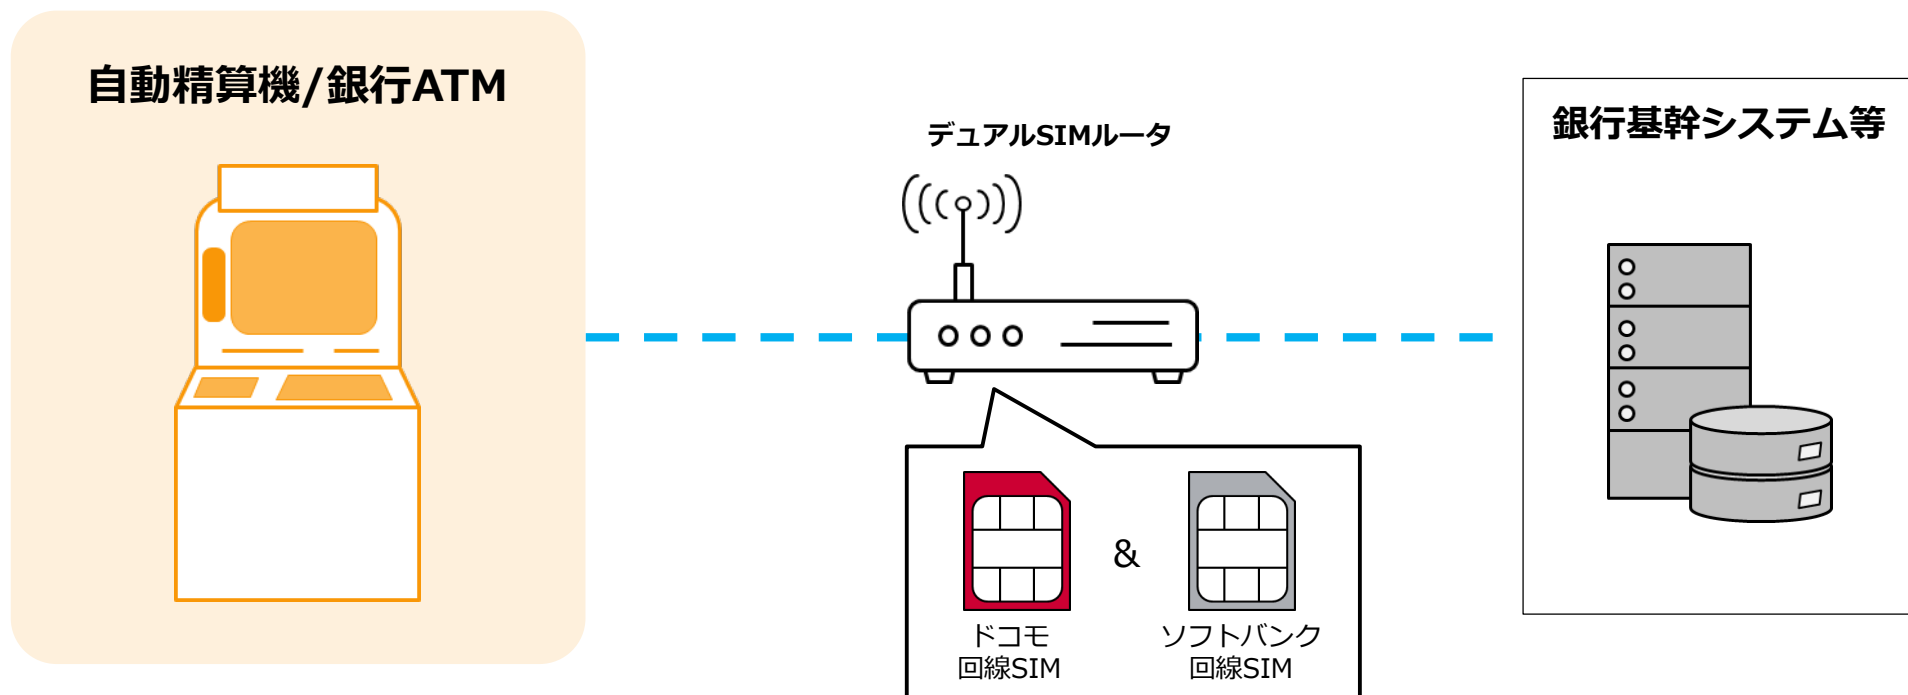 自動精算機/銀行ATM
デュアルSIMルータ
銀行基幹システム等
ドコモ
回線SIM
&
ソフトバンク
回線SIM